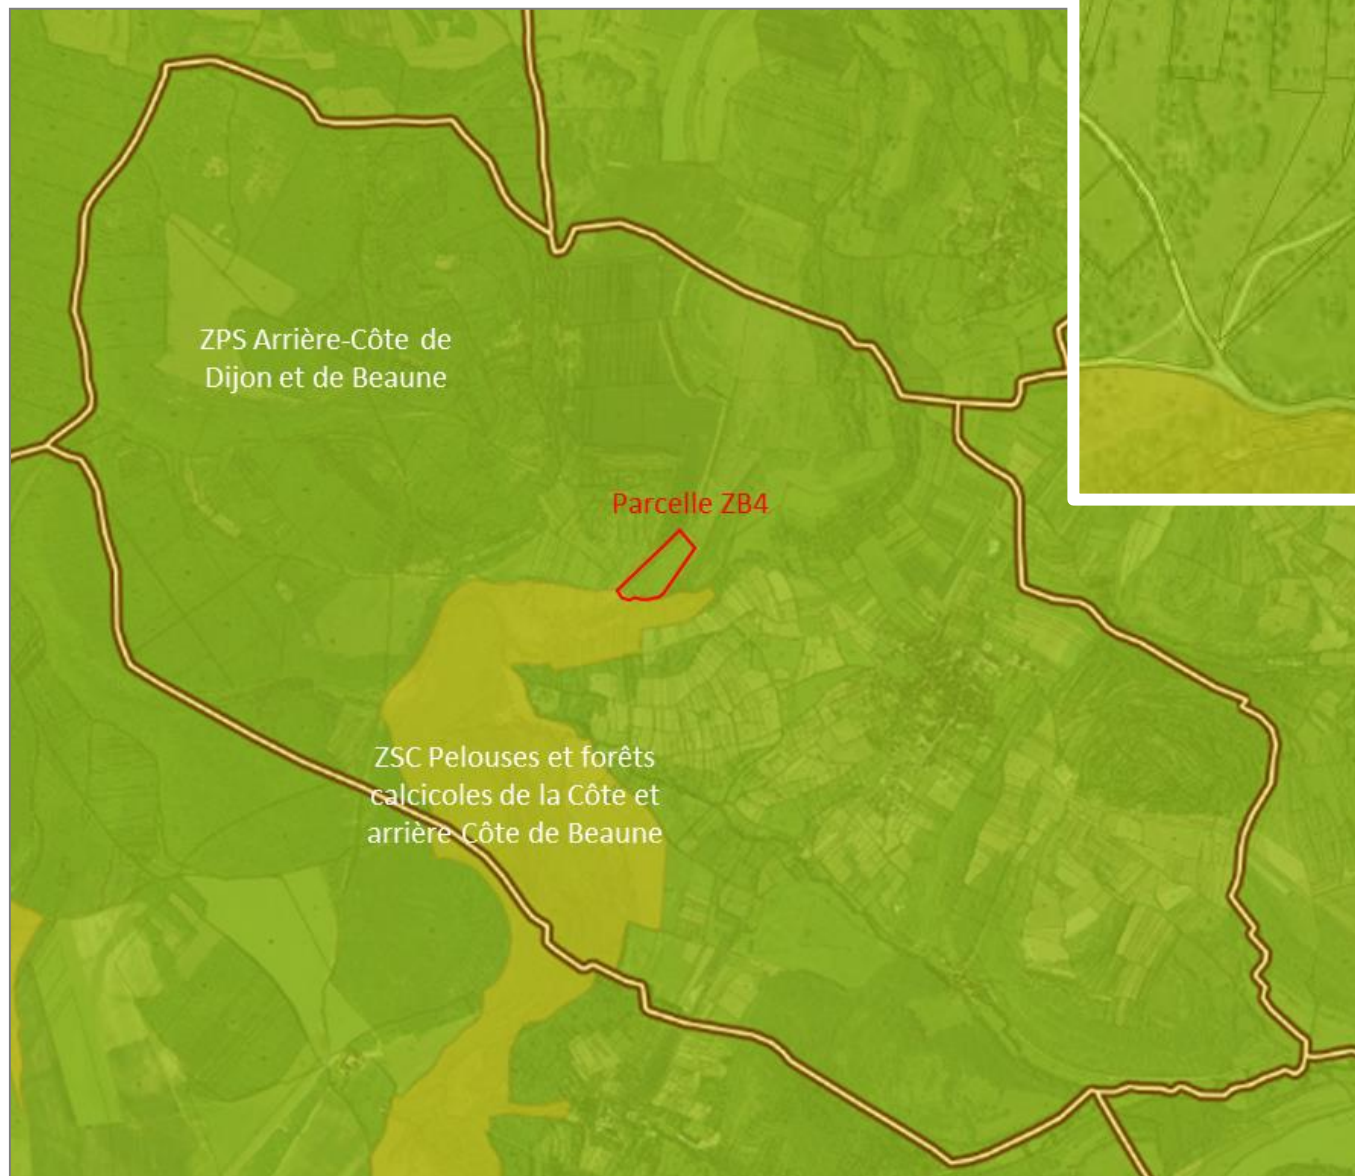 ZPS Arrière-Côte de
Dijon et de Beaune
Parcelle ZB4
ZSC Pelouses et forêts
calcicoles de la Côte et
arrière Côte de Beaune